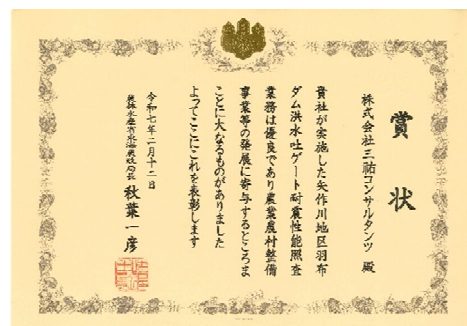 賞状
株式会社三祐コンサルタンツ 殿
貴社が実施した矢作川地区羽布
ダム洪水吐ゲート耐震性能照査
業務は優良であり農業農村整備
事業等の発展に寄与するところま
ことに大なるものがありました
よってここにこれを表彰します
令和七年二月十二日
農林水産省東海農政局長 秋葉一彦